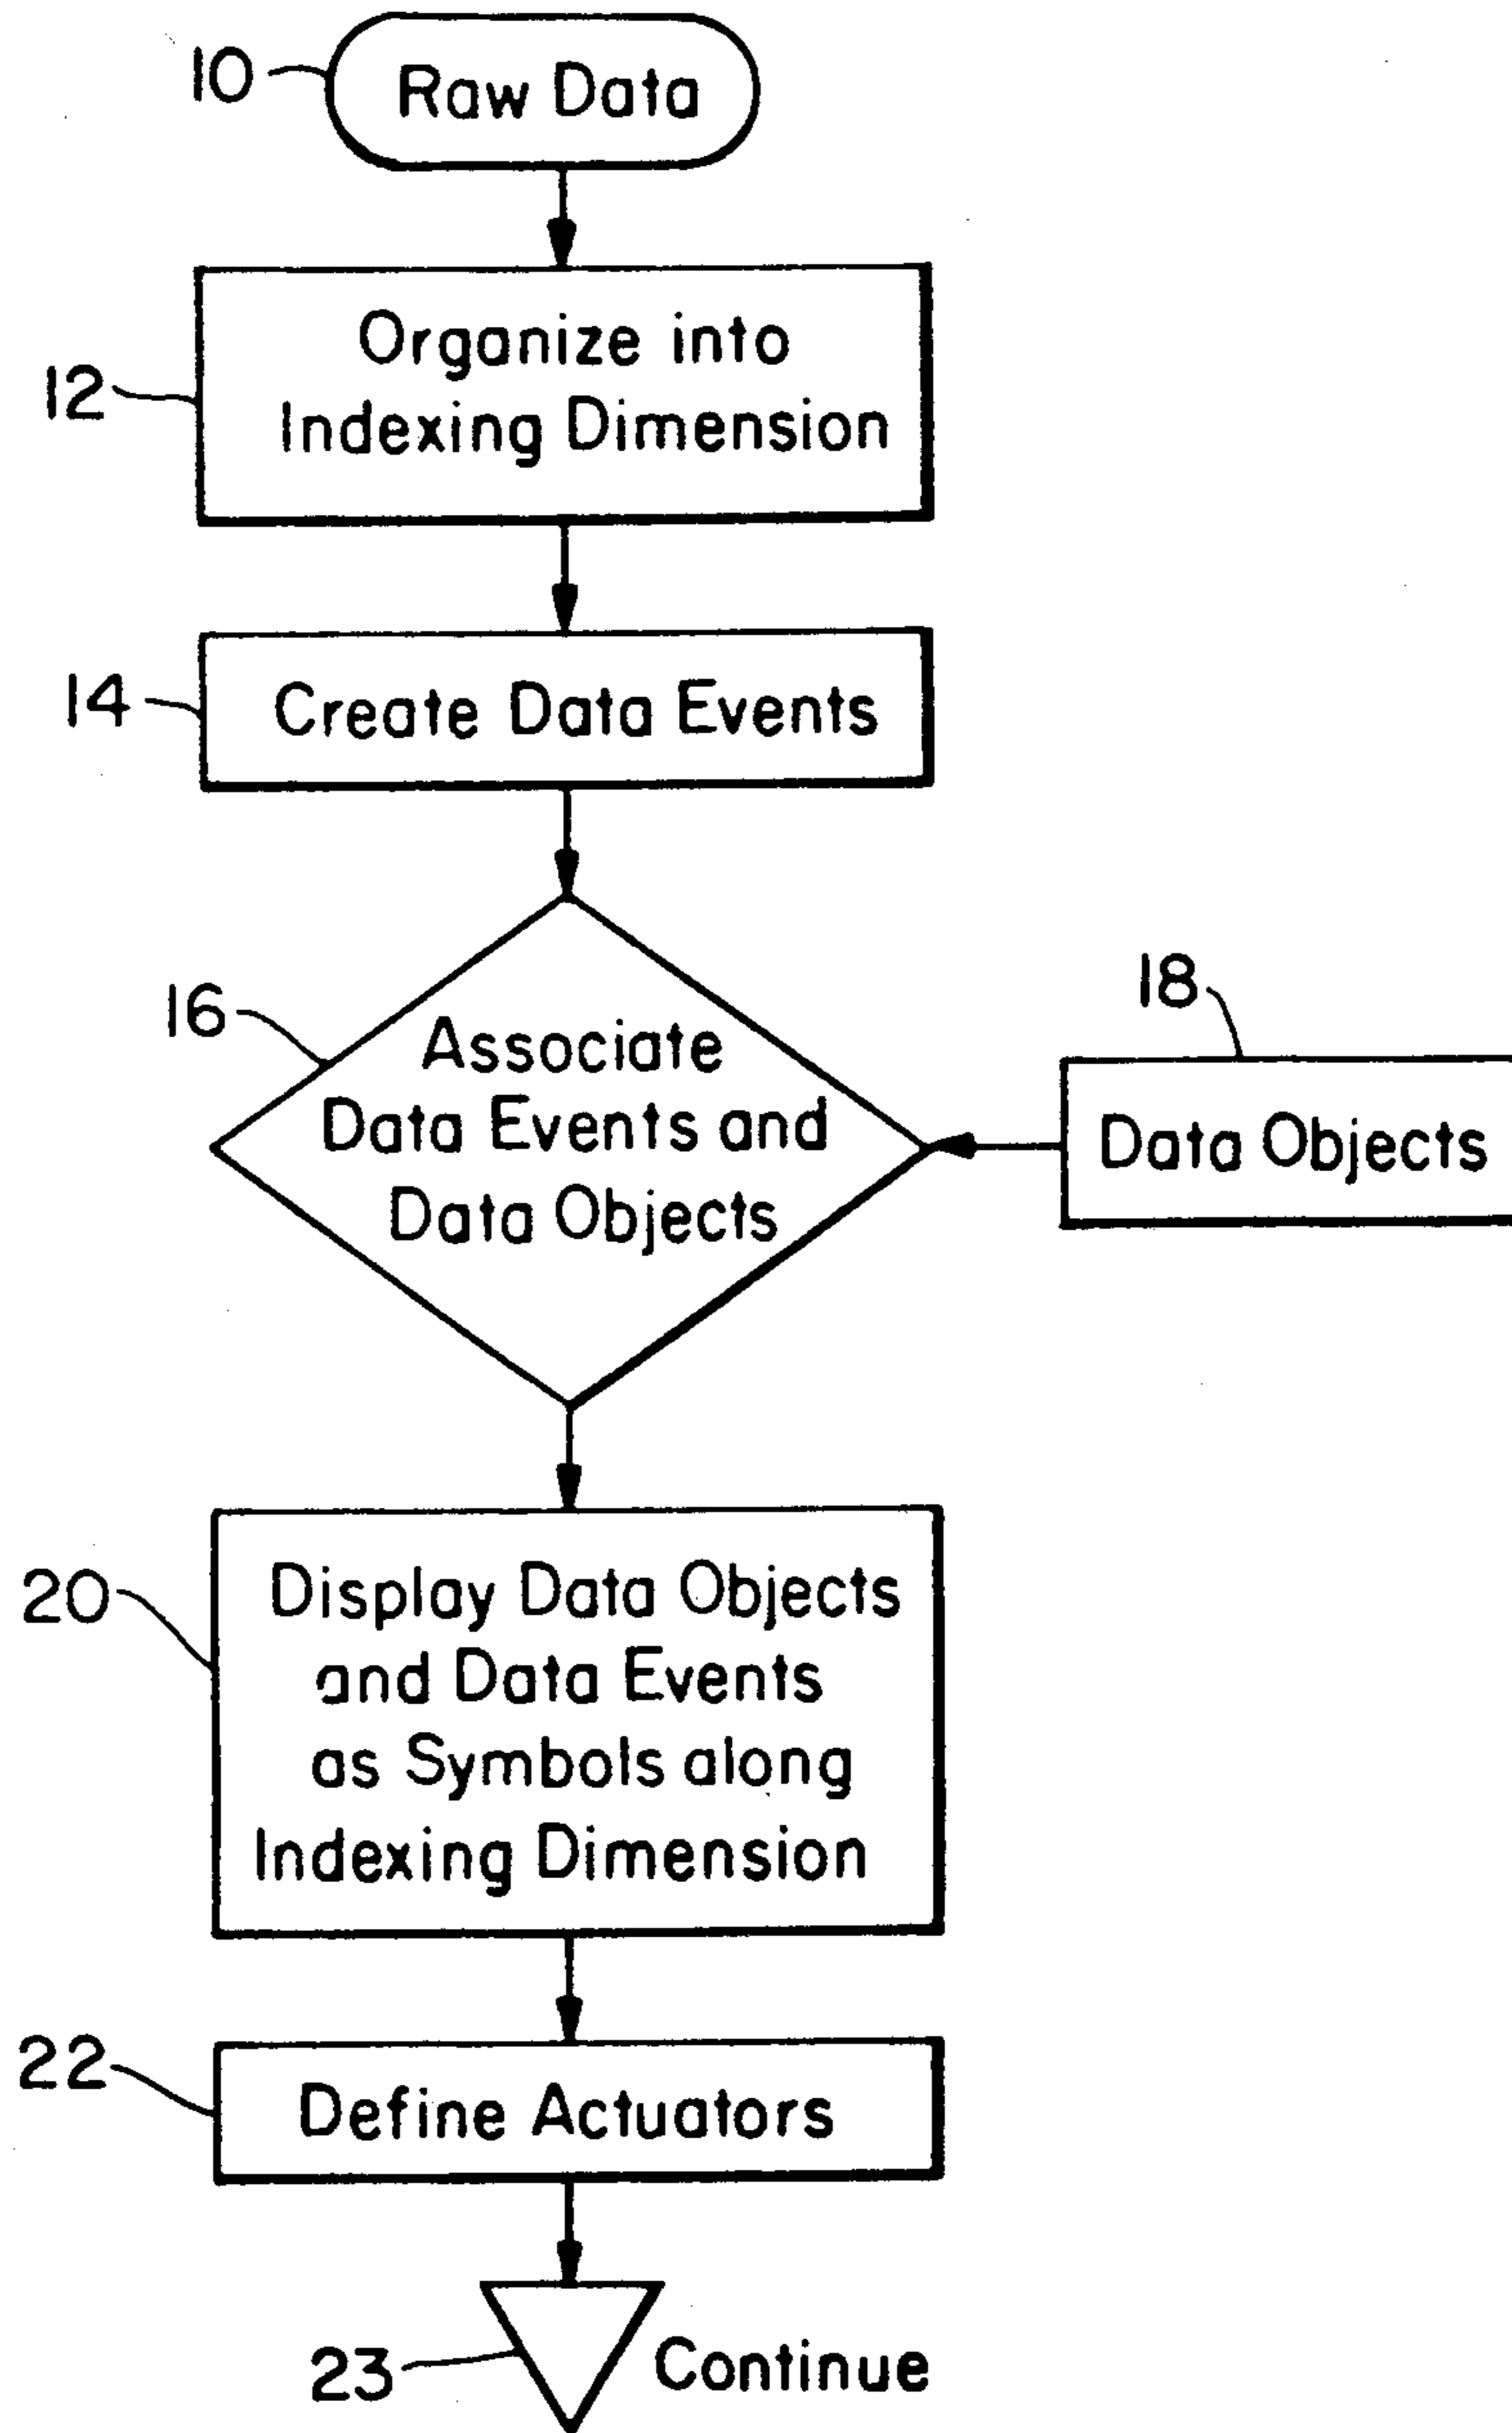 10
Raw Data
12
Organize into
Indexing Dimension
14
Create Data Events
16
Associate
Data Events and
Data Objects
18
Data Objects
20
Display Data Objects
and Data Events
as Symbols along
Indexing Dimension
22
Define Actuators
23
Continue